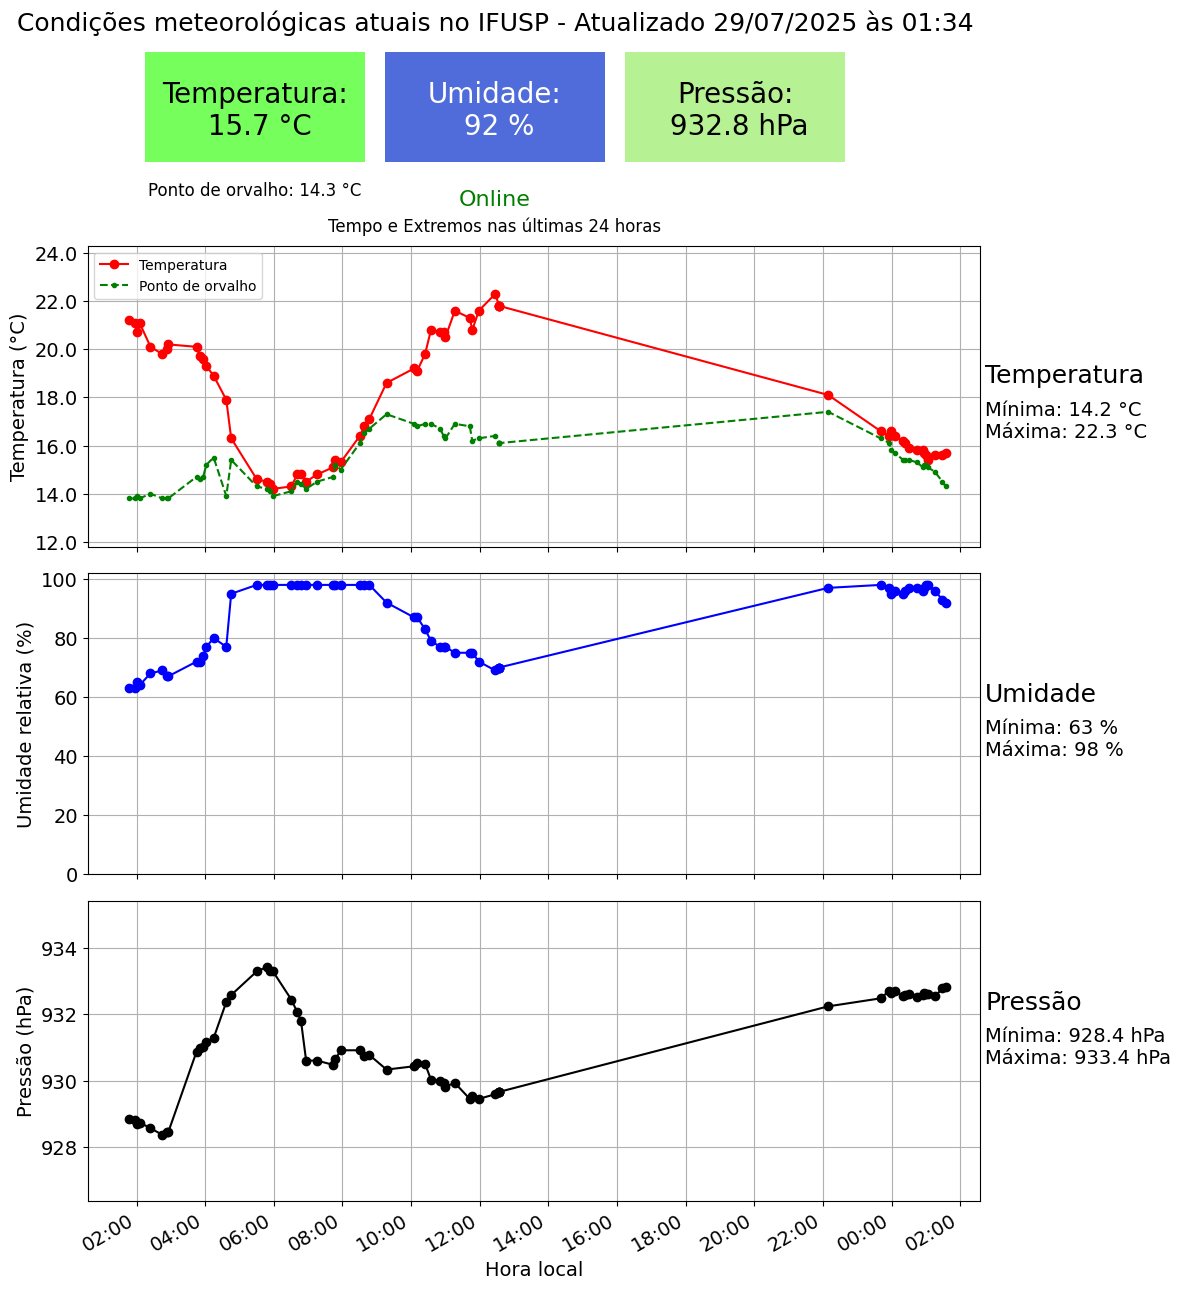 Condições meteorológicas atuais no IFUSP - Atualizado 29/07/2025 às 01:34
Temperatura:
15.7 °C
Umidade:
92 %
Pressão:
932.8 hPa
Ponto de orvalho: 14.3 °C
Online
Tempo e Extremos nas últimas 24 horas
Temperatura (°C)
24.0
22.0
20.0
18.0
16.0
14.0
12.0
Temperatura
Ponto de orvalho
Temperatura
Mínima: 14.2 °C
Máxima: 22.3 °C
Umidade relativa (%)
100
80
60
40
20
0
Umidade
Mínima: 63 %
Máxima: 98 %
Pressão (hPa)
934
932
930
928
Pressão
Mínima: 928.4 hPa
Máxima: 933.4 hPa
02:00 04:00 06:00 08:00 10:00 12:00 14:00 16:00 18:00 20:00 22:00 00:00 02:00
Hora local